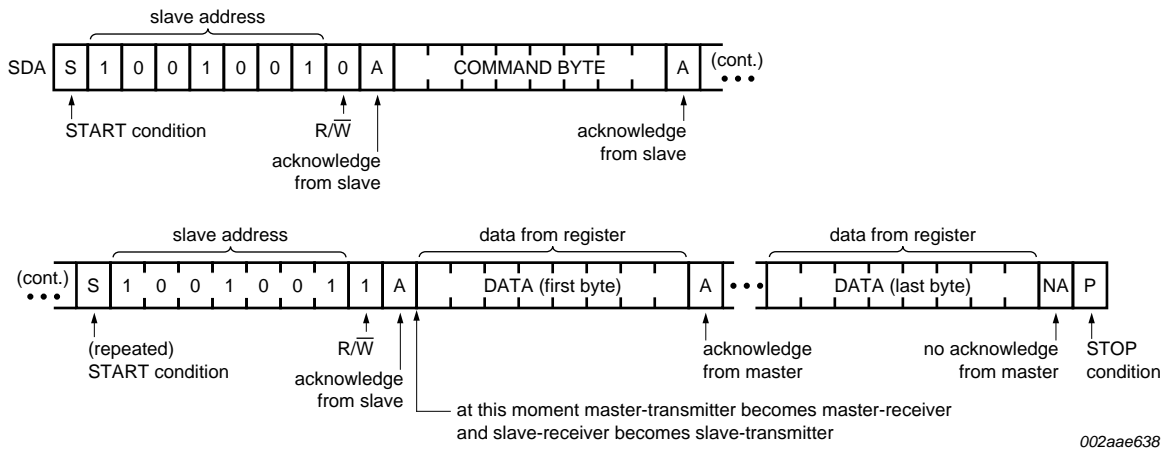 slave address
SDA S 1 0 0 1 0 0 1 0 A COMMAND BYTE A (cont.)
START condition R/W̅ acknowledge from slave acknowledge from slave
slave address data from register data from register
(cont.) S 1 0 0 1 0 0 1 1 A DATA (first byte) A DATA (last byte) NA P
(repeated)
START condition
R/W̅
acknowledge
from slave
acknowledge
from master
no acknowledge
from master
STOP
condition
at this moment master-transmitter becomes master-receiver
and slave-receiver becomes slave-transmitter
002aae638